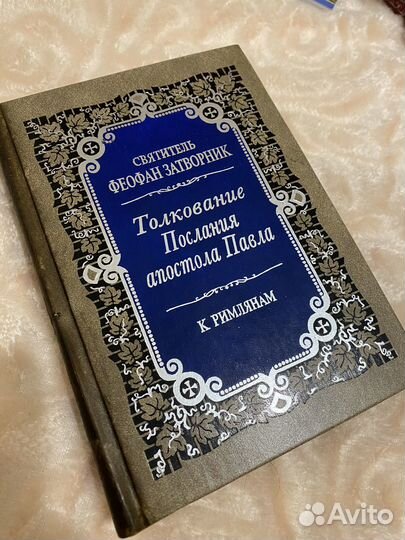 СВЯТИТЕЛЬ
ФЕОФАН ЗАТВОРНИК
Толкование
Послания
апостола Павла
К РИМЛЯНАМ
Avito